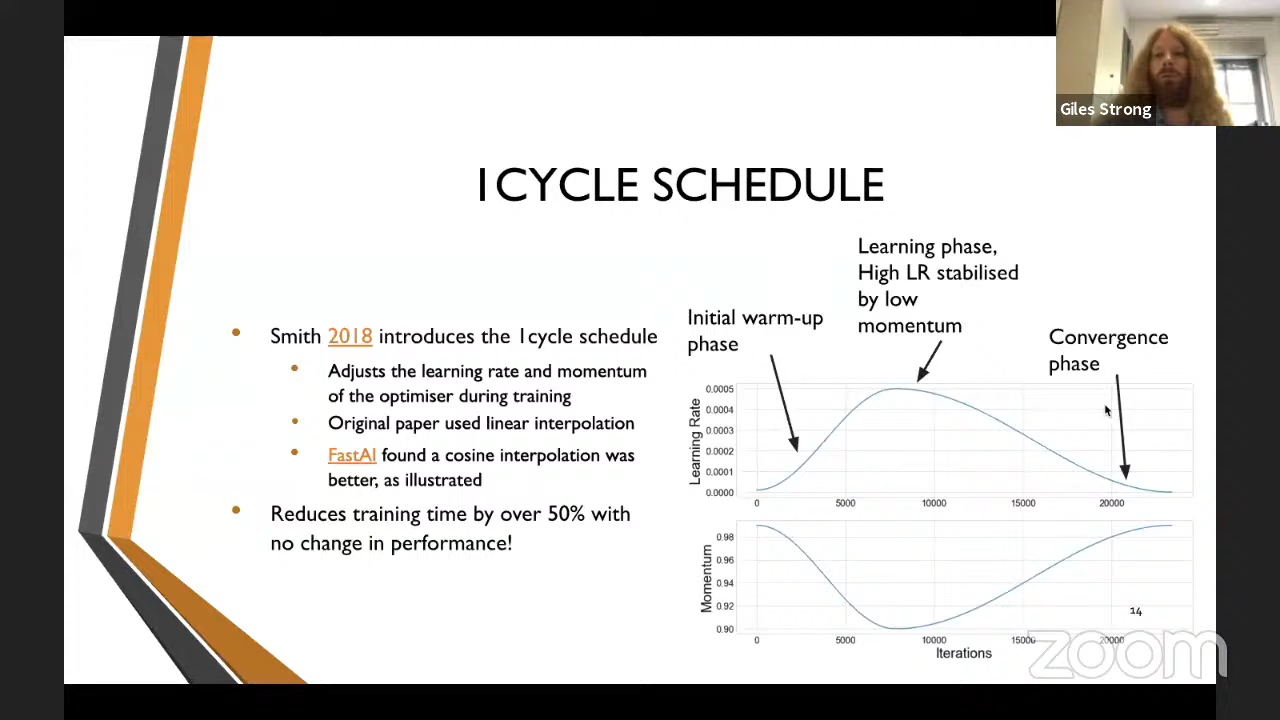 Giles Strong
1CYCLE SCHEDULE
Smith 2018 introduces the 1cycle schedule
Adjusts the learning rate and momentum
of the optimiser during training
Original paper used linear interpolation
FastAI found a cosine interpolation was
better, as illustrated
Reduces training time by over 50% with
no change in performance!
Initial warm-up
phase
Learning phase,
High LR stabilised
by low
momentum
Convergence
phase
Learning Rate
0.0005
0.0004
0.0003
0.0002
0.0001
0.0000
0 5000 10000 15000 20000
Momentum
0.98
0.96
0.94
0.92
0.90
0 5000 10000 15000 20000
Iterations
14
zoom